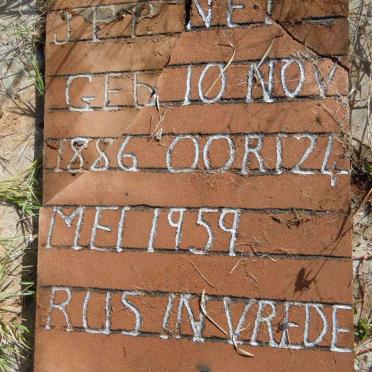 GEB 10 NOV
1886 OORL 24
MEI 1959
RUS IN VREDE